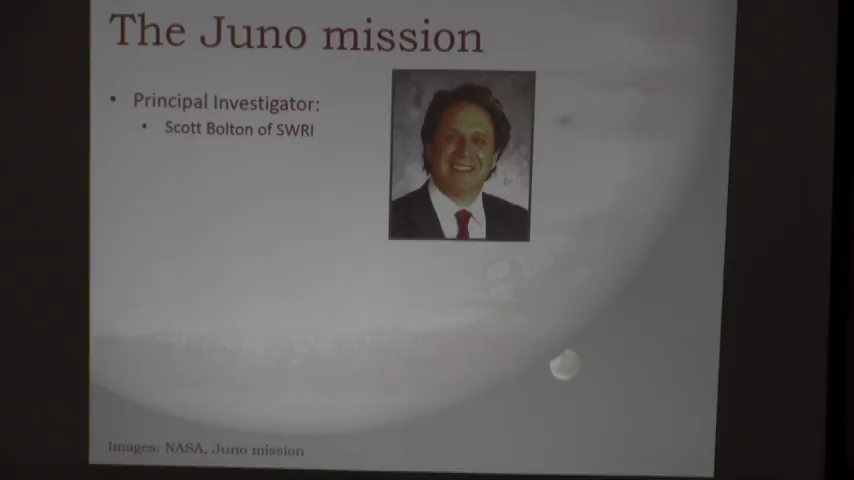 The Juno mission
• Principal Investigator:
• Scott Bolton of SWRI
Images: NASA, Juno mission